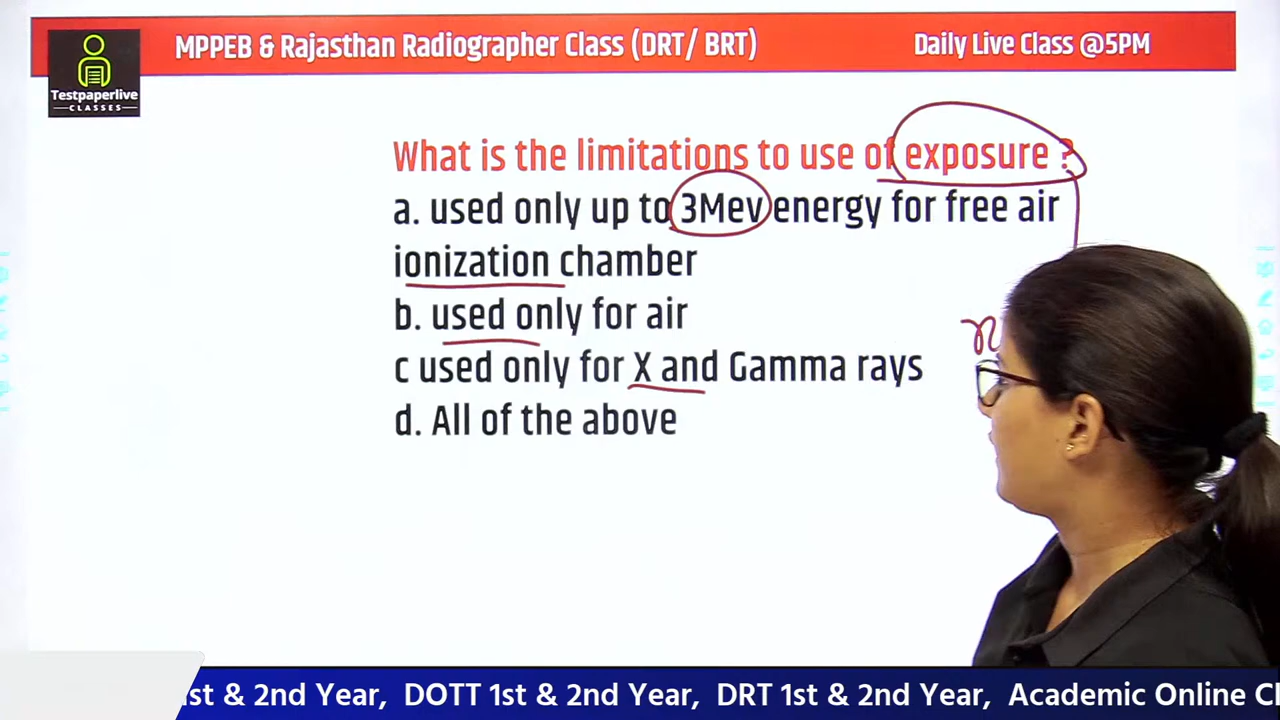 MPPEB & Rajasthan Radiographer Class (DRT/ BRT)
Daily Live Class @5PM
Testpaperlive
CLASSES
What is the limitations to use of exposure ?
a. used only up to 3Mev energy for free air
ionization chamber
b. used only for air
c used only for X and Gamma rays
d. All of the above
1st & 2nd Year, DOTT 1st & 2nd Year, DRT 1st & 2nd Year, Academic Online